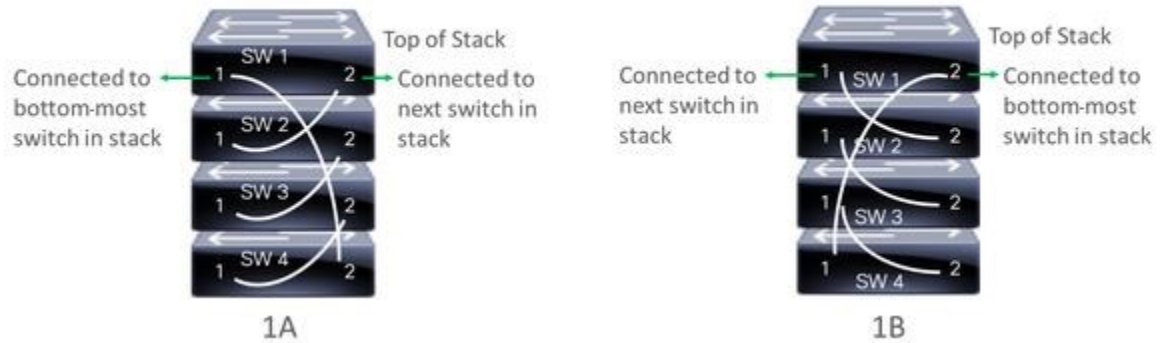 SW 1
Top of Stack
1
2
Connected to
bottom-most
switch in stack
Connected to
next switch in
stack
SW 2
1
2
SW 3
1
2
SW 4
1
2
1A
Top of Stack
1
SW 1
2
Connected to
next switch in
stack
Connected to
bottom-most
switch in stack
1
SW 2
2
1
SW 3
2
1
SW 4
2
1B